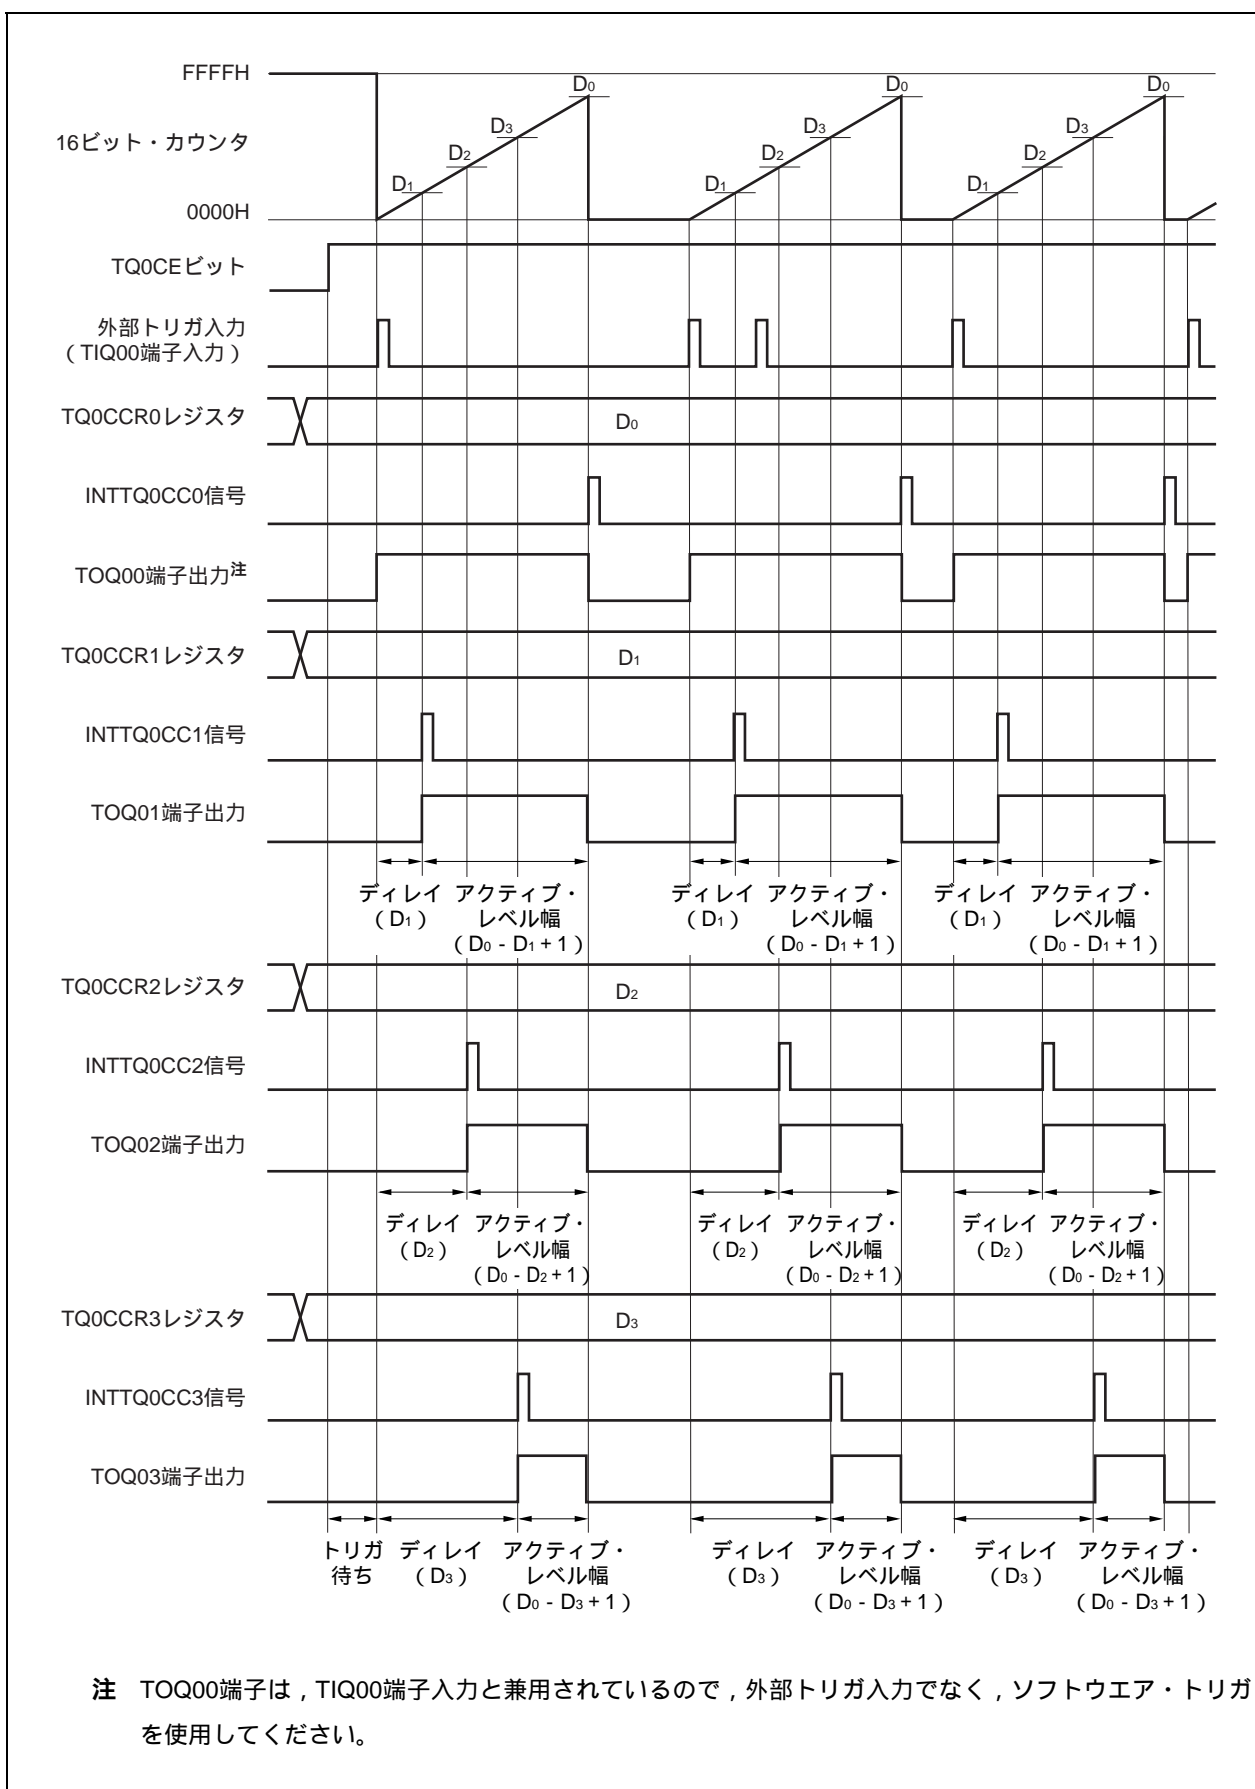 FFFFH
D0 D0 D0
D3 D3 D3
16ビット・カウンタ
D2 D2 D2
D1 D1 D1
0000H
TQ0CEビット
外部トリガ入力
(TIQ00端子入力)
TQ0CCR0レジスタ D0
INTTQ0CC0信号
TOQ00端子出力注
TQ0CCR1レジスタ D1
INTTQ0CC1信号
TOQ01端子出力
ディレイ アクティブ・ ディレイ アクティブ・ ディレイ アクティブ・
(D1) レベル幅 (D1) レベル幅 (D1) レベル幅
(D0 - D1 + 1) (D0 - D1 + 1) (D0 - D1 + 1)
TQ0CCR2レジスタ D2
INTTQ0CC2信号
TOQ02端子出力
ディレイ アクティブ・ ディレイ アクティブ・ ディレイ アクティブ・
(D2) レベル幅 (D2) レベル幅 (D2) レベル幅
(D0 - D2 + 1) (D0 - D2 + 1) (D0 - D2 + 1)
TQ0CCR3レジスタ D3
INTTQ0CC3信号
TOQ03端子出力
トリガ ディレイ アクティブ・ ディレイ アクティブ・ ディレイ アクティブ・
待ち (D3) レベル幅 (D3) レベル幅 (D3) レベル幅
(D0 - D3 + 1) (D0 - D3 + 1) (D0 - D3 + 1)
注 TOQ00端子は,TIQ00端子入力と兼用されているので,外部トリガ入力でなく,ソフトウエア・トリガ
を使用してください。